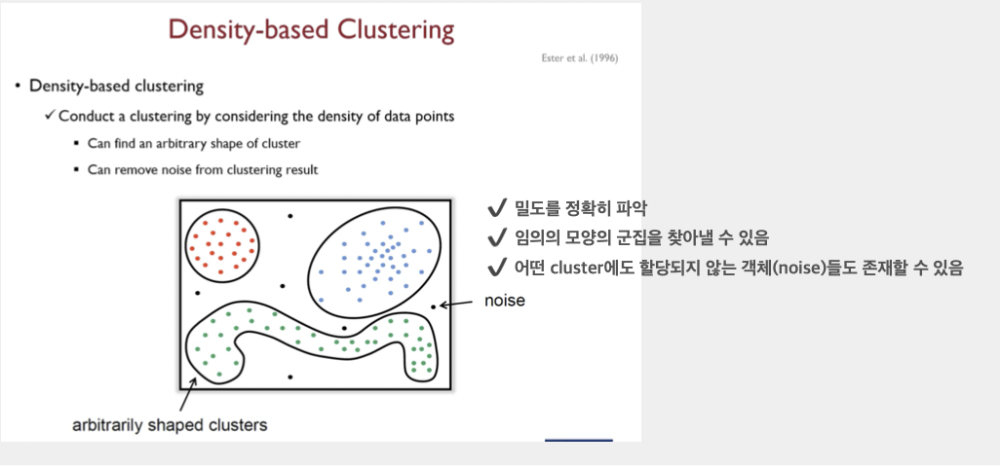 Density-based Clustering
Ester et al. (1996)
• Density-based clustering
✓ Conduct a clustering by considering the density of data points
▪ Can find an arbitrary shape of cluster
▪ Can remove noise from clustering result
✓ 밀도를 정확히 파악
✓ 임의의 모양의 군집을 찾아낼 수 있음
✓ 어떤 cluster에도 할당되지 않는 객체(noise)들도 존재할 수 있음
noise
arbitrarily shaped clusters